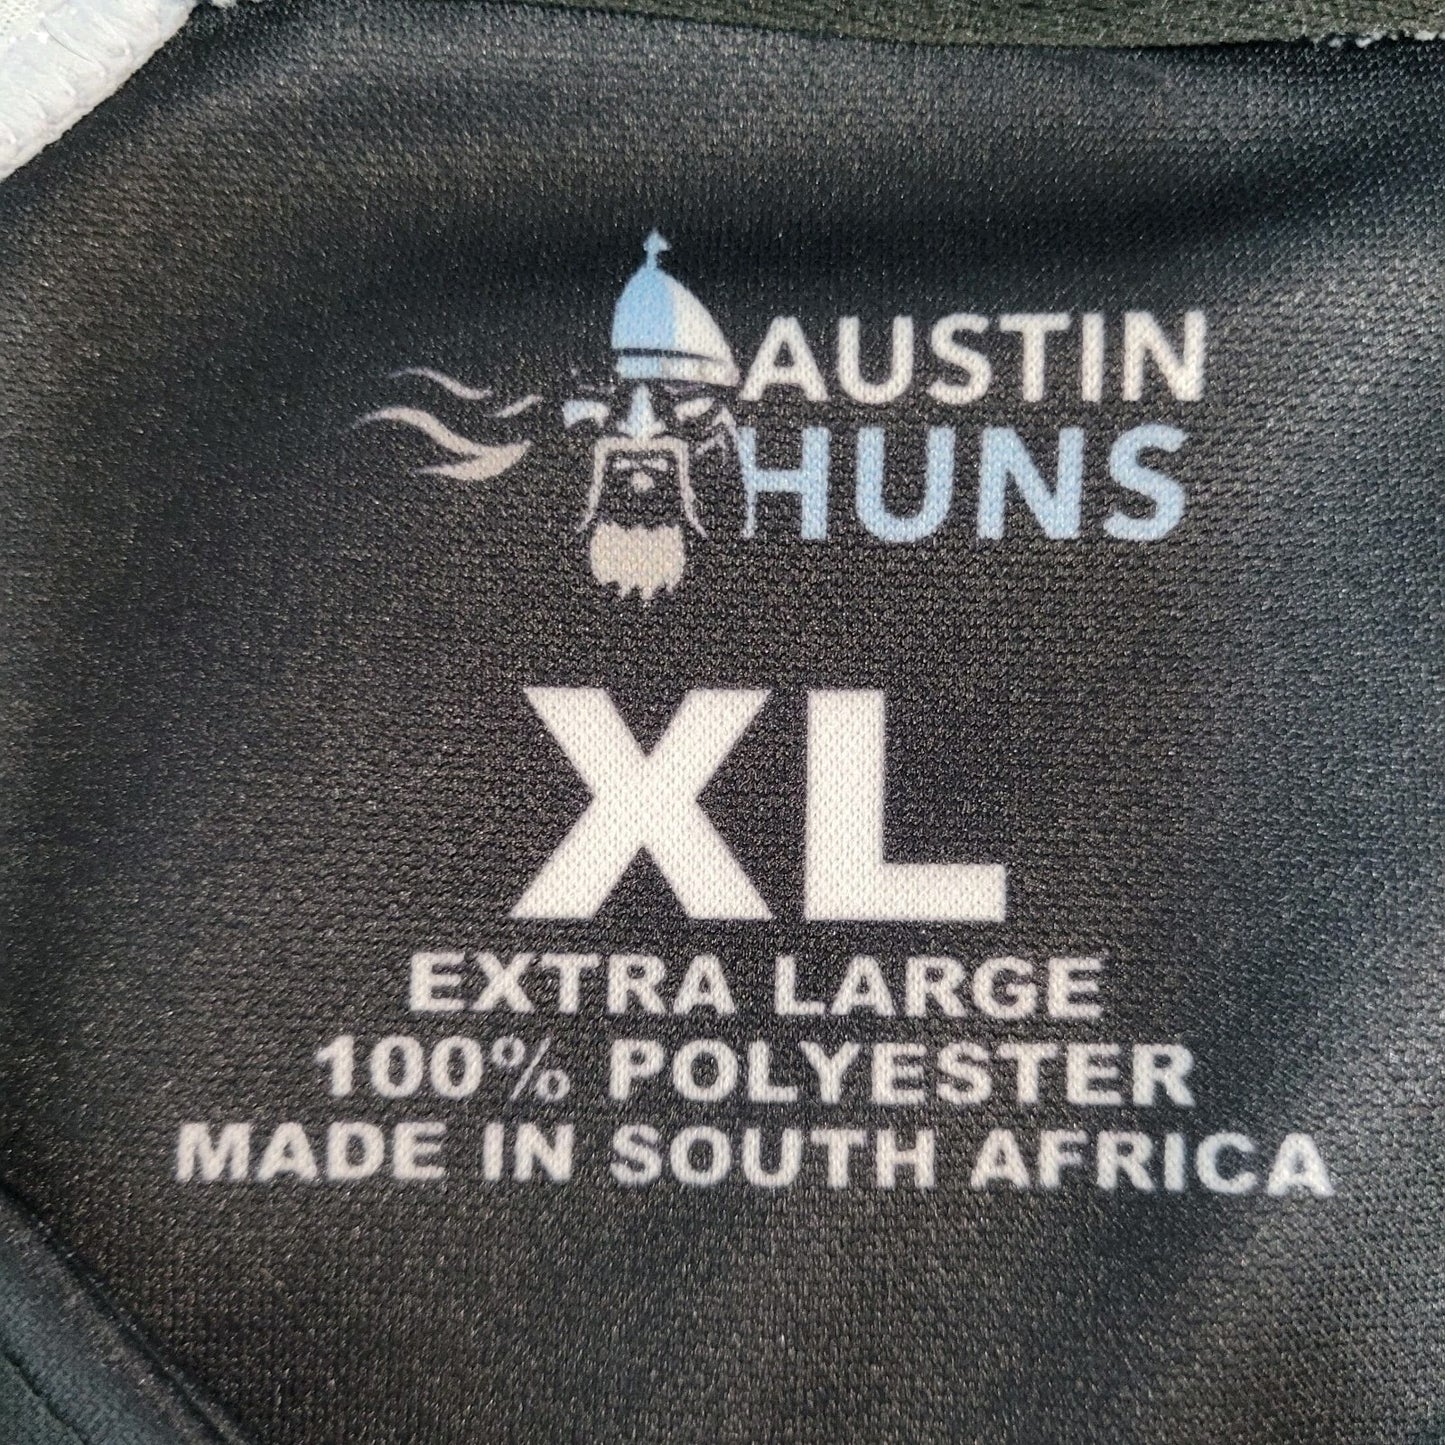 AUSTIN
HUNS
XL
EXTRA LARGE
100% POLYESTER
MADE IN SOUTH AFRICA